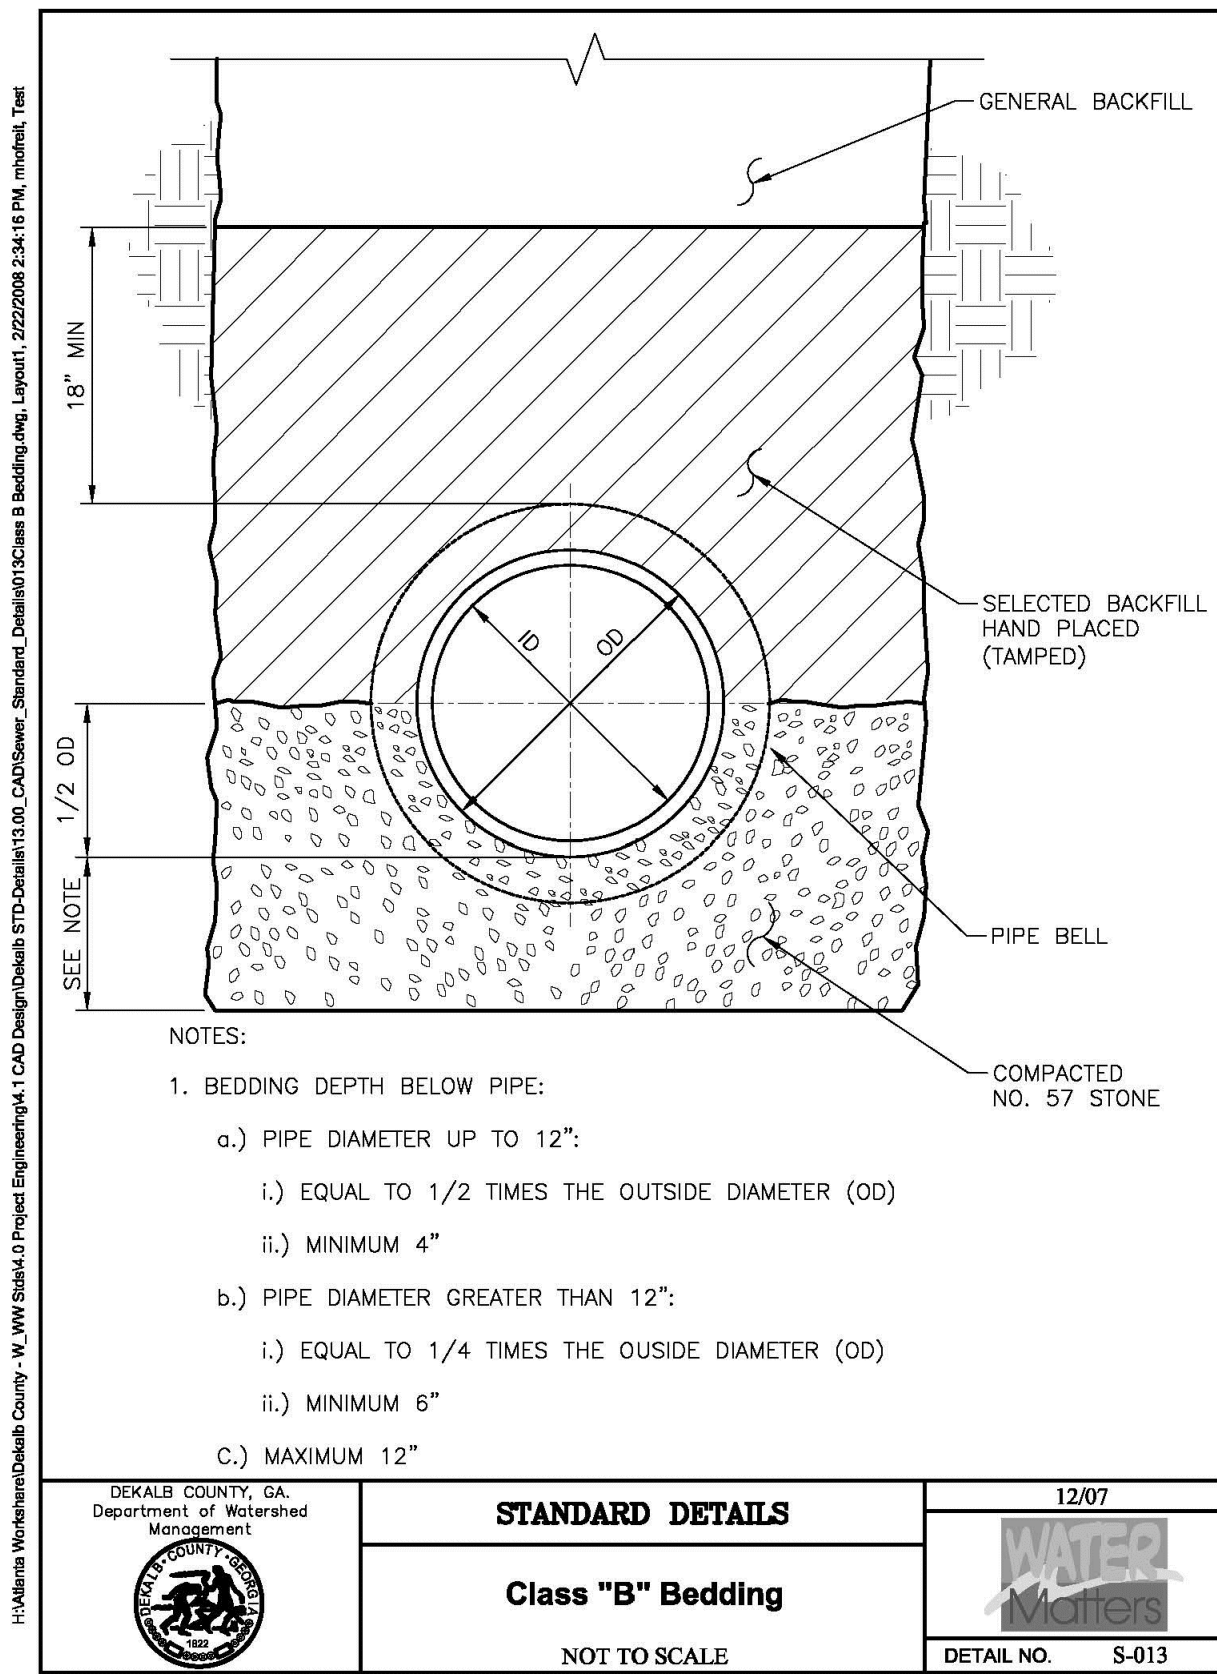 H:\Atlanta Workshare\Dekalb County - W_WW Stds\4.0 Project Engineering\4.1 CAD Design\Dekalb STD-Details\13.00_CAD\Sewer_Standard_Details\013Class B Bedding.dwg, Layout1, 2/22/2008 2:34:16 PM, mhofreit, Test
GENERAL BACKFILL
18" MIN
SELECTED BACKFILL
HAND PLACED
(TAMPED)
ID
OD
1/2 OD
PIPE BELL
SEE NOTE
COMPACTED
NO. 57 STONE
NOTES:
1. BEDDING DEPTH BELOW PIPE:
a.) PIPE DIAMETER UP TO 12":
i.) EQUAL TO 1/2 TIMES THE OUTSIDE DIAMETER (OD)
ii.) MINIMUM 4"
b.) PIPE DIAMETER GREATER THAN 12":
i.) EQUAL TO 1/4 TIMES THE OUSIDE DIAMETER (OD)
ii.) MINIMUM 6"
C.) MAXIMUM 12"
DEKALB COUNTY, GA.
Department of Watershed
Management
DEKALB • COUNTY • GEORGIA
1822
STANDARD DETAILS
Class "B" Bedding
NOT TO SCALE
12/07
WATER
Matters
DETAIL NO. S-013